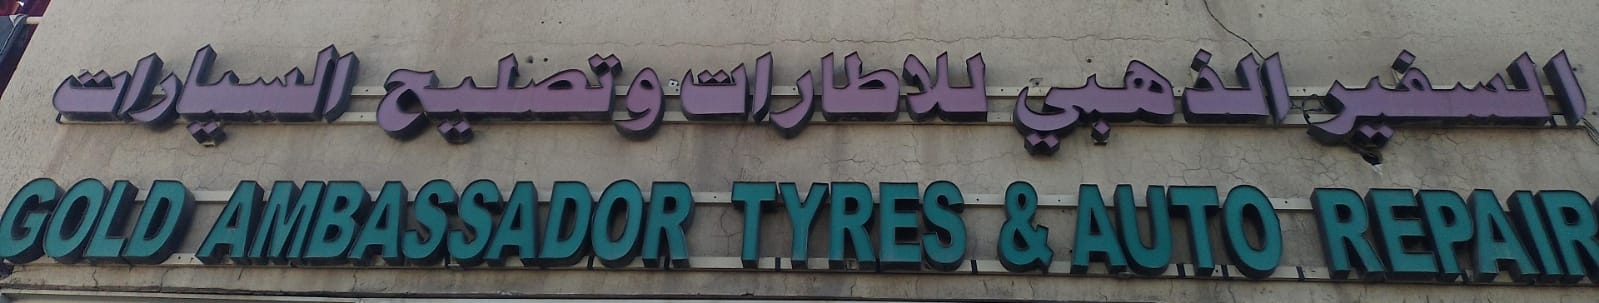 السفير الذهبي للاطارات وتصليح السيارات
GOLD AMBASSADOR TYRES & AUTO REPAIR